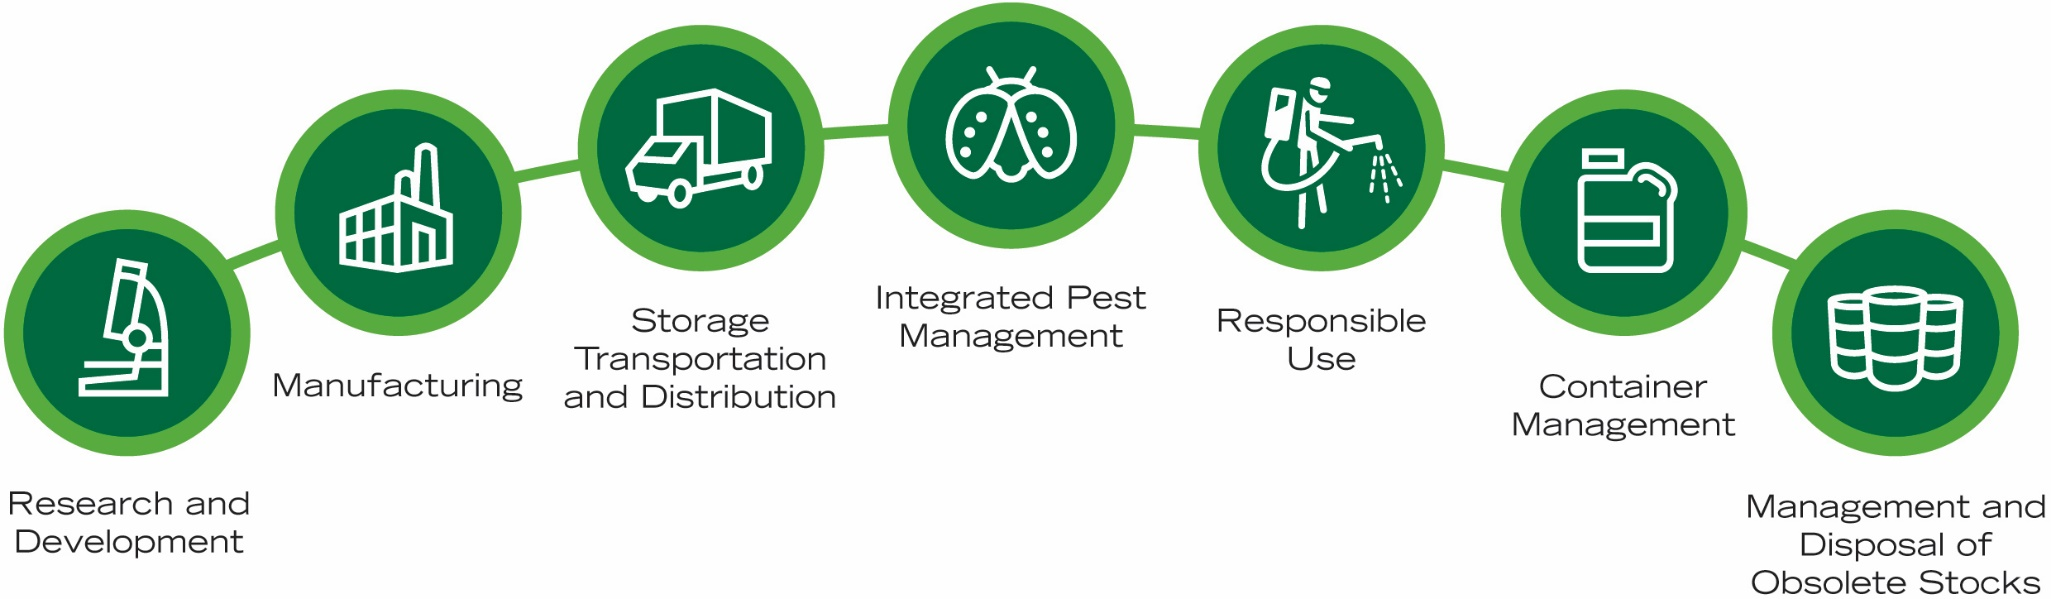 Research and
Development
Manufacturing
Storage
Transportation
and Distribution
Integrated Pest
Management
Responsible
Use
Container
Management
Management and
Disposal of
Obsolete Stocks